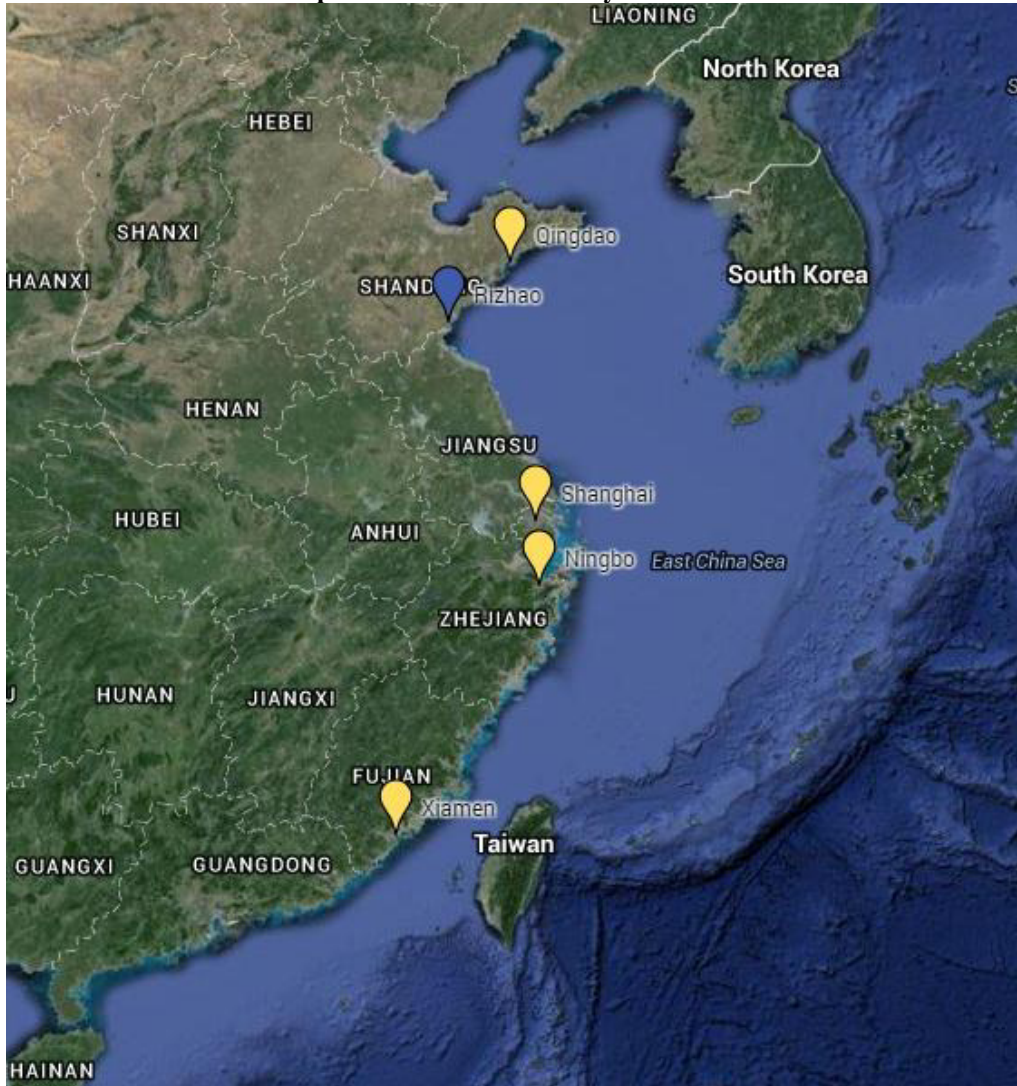 LIAONING
North Korea
S
HEBEI
SHANXI
Qingdao
HAANXI
SHAND G
Rizhao
South Korea
HENAN
JIANGSU
Shanghai
HUBEI
ANHUI
Ningbo
East China Sea
ZHEJIANG
U
HUNAN
JIANGXI
FUJIAN
Xiamen
Taiwan
GUANGXI
GUANGDONG
HAINAN